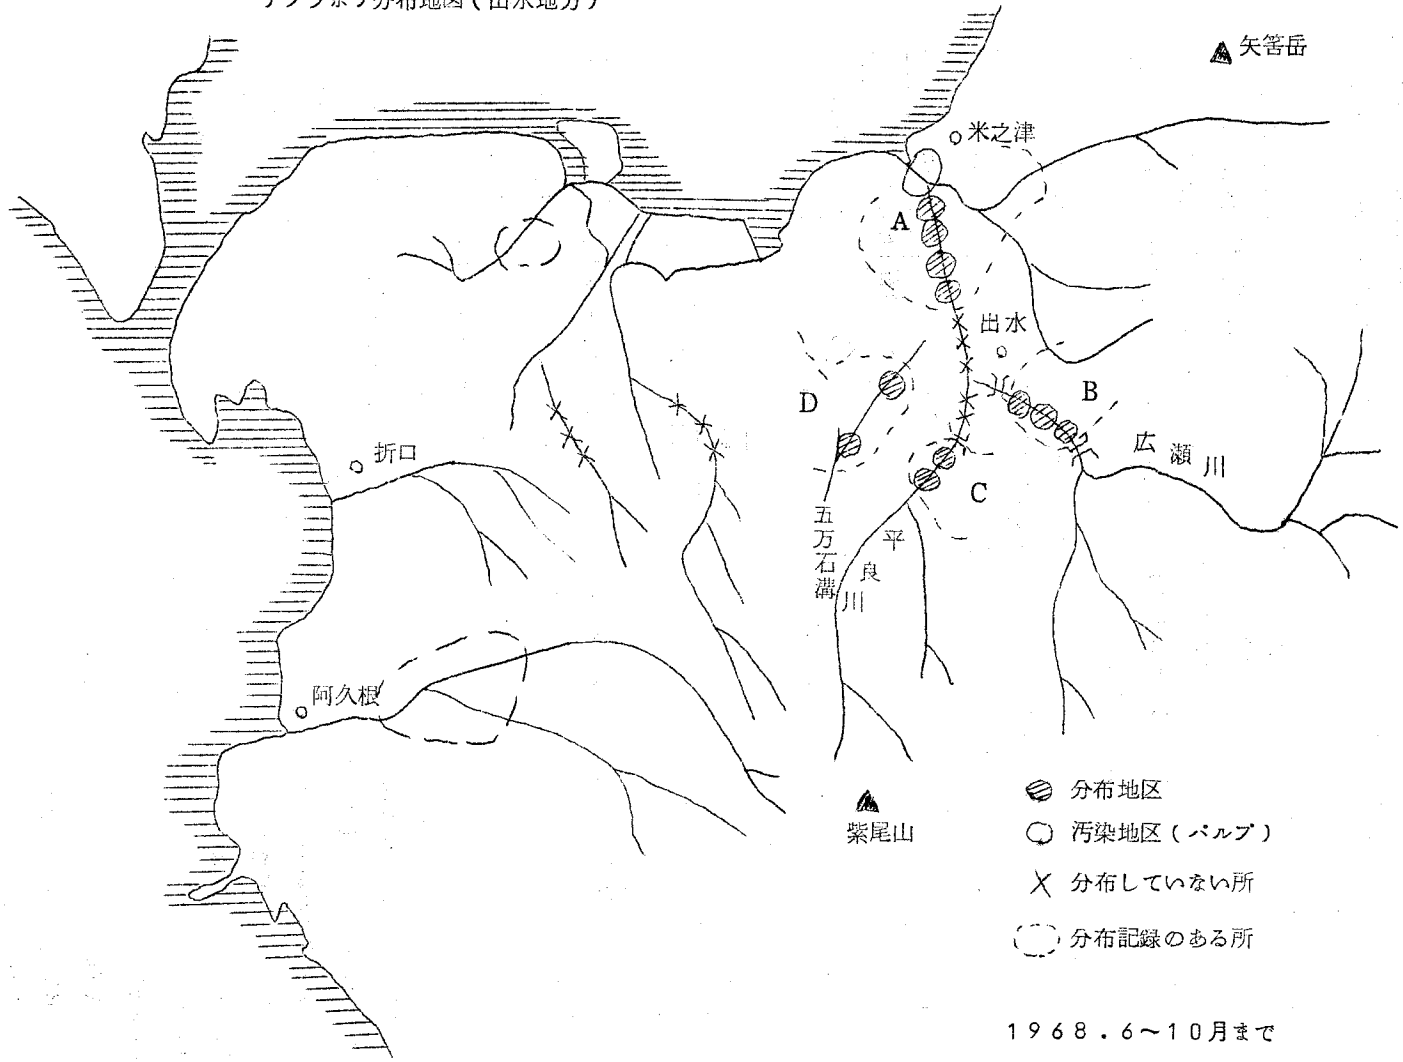 分布地図(出水地方)
矢筈岳
米之津
A
出水
B
D
広瀬川
折口
C
五万石溝
平良川
阿久根
紫尾山
分布地区
汚染地区(パルプ)
分布していない所
分布記録のある所
1968.6~10月まで